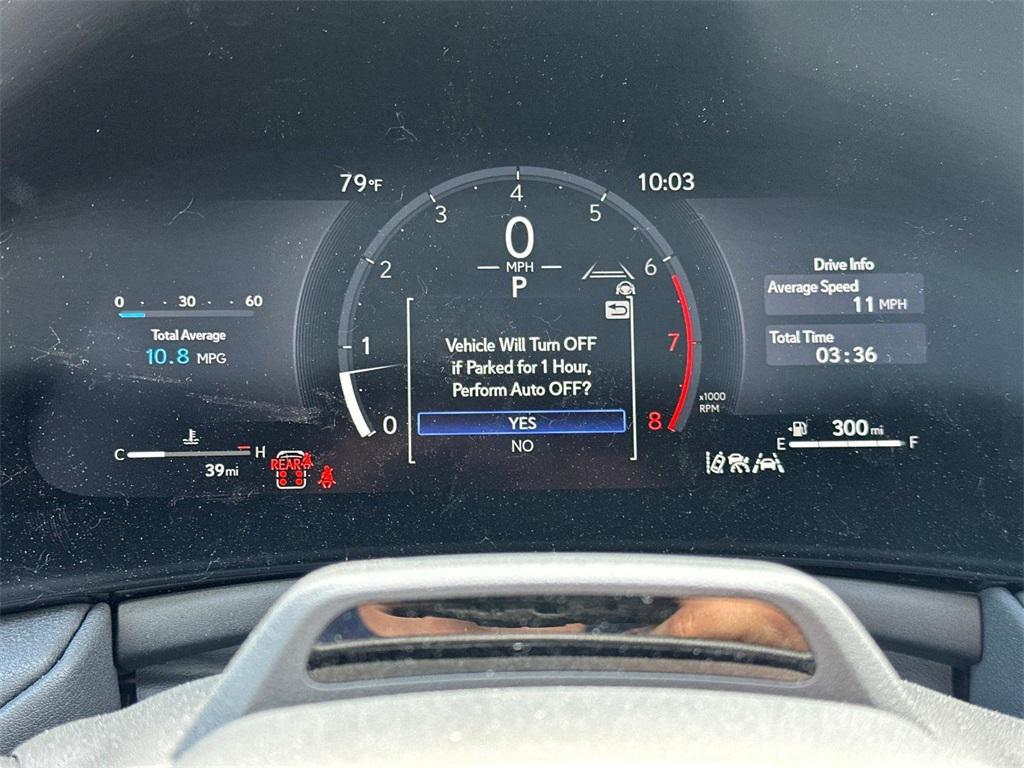 79°F
10:03
0 30 60
Total Average
10.8 MPG
C H
39mi
REAR
0
1
2
3
4
5
6
7
8
x1000
RPM
0
MPH
P
Vehicle Will Turn OFF
if Parked for 1 Hour,
Perform Auto OFF?
YES
NO
Drive Info
Average Speed
11 MPH
Total Time
03:36
300 mi
E F